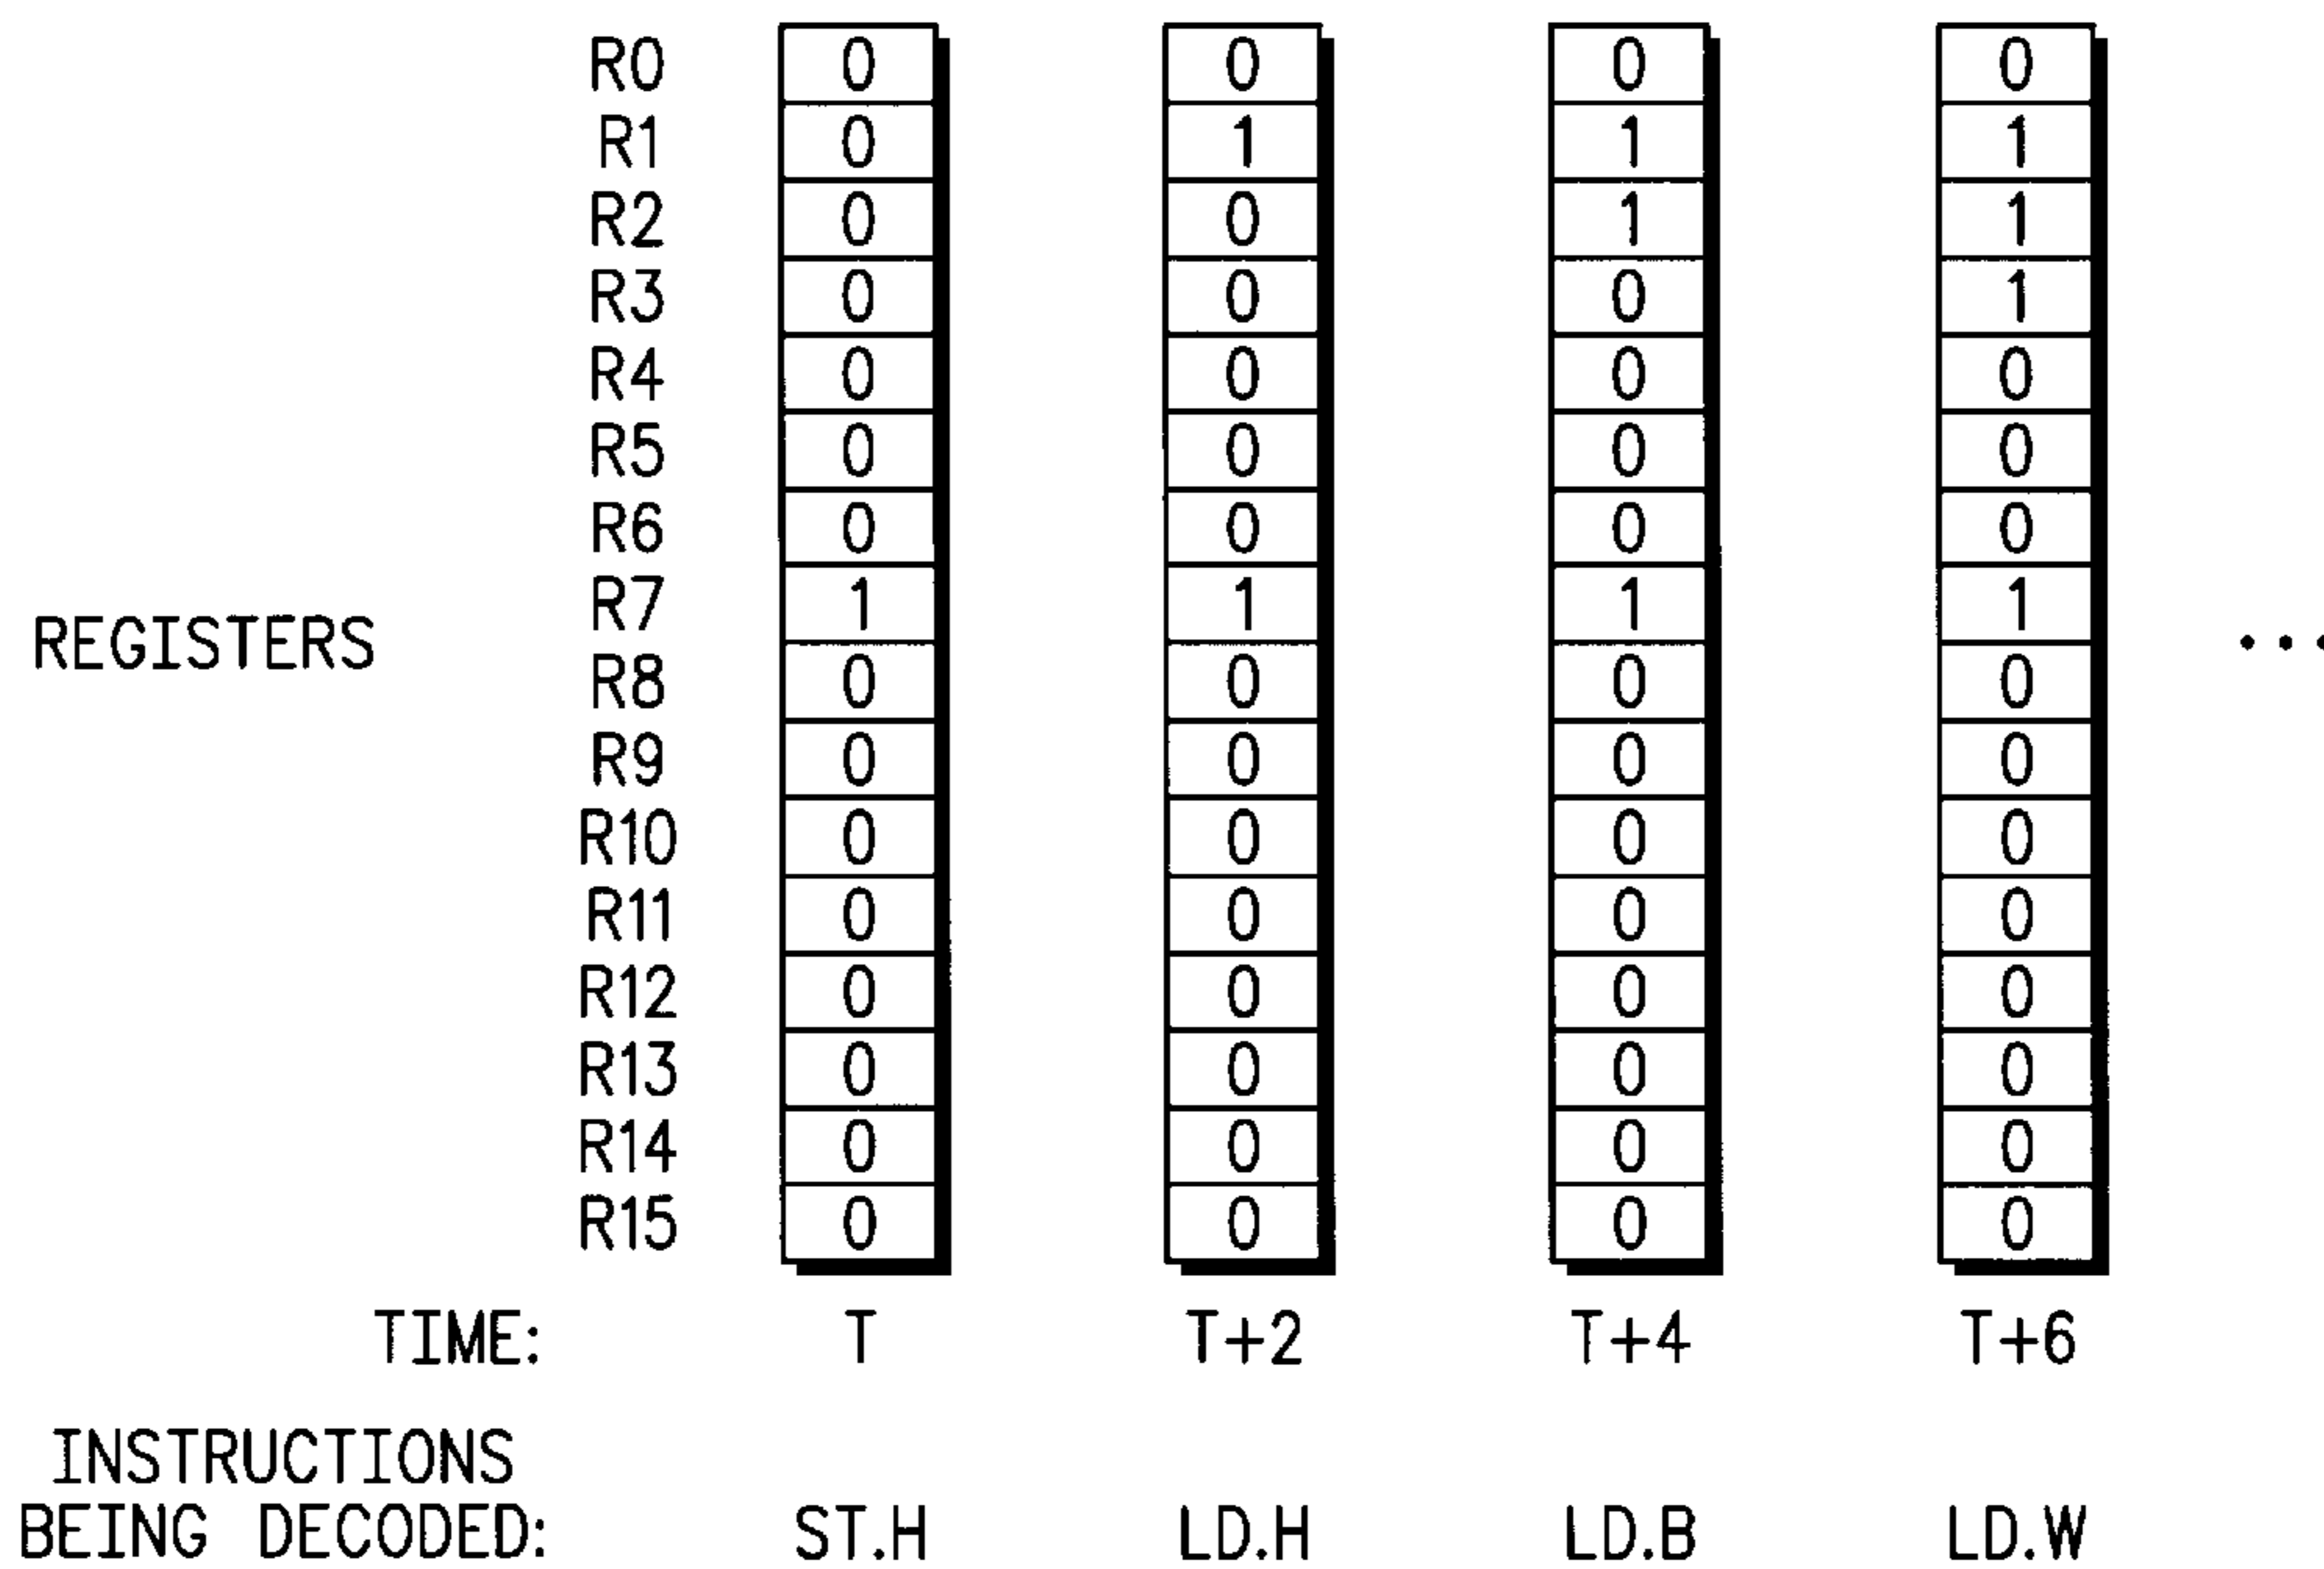 R0 0 0 0 0
R1 0 1 1 1
R2 0 0 1 1
R3 0 0 0 1
R4 0 0 0 0
R5 0 0 0 0
R6 0 0 0 0
R7 1 1 1 1
REGISTERS ...
R8 0 0 0 0
R9 0 0 0 0
R10 0 0 0 0
R11 0 0 0 0
R12 0 0 0 0
R13 0 0 0 0
R14 0 0 0 0
R15 0 0 0 0
TIME: T T+2 T+4 T+6
INSTRUCTIONS
BEING DECODED: ST.H LD.H LD.B LD.W